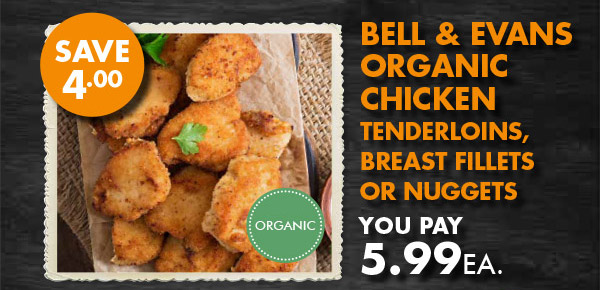 SAVE
4.00
ORGANIC
BELL & EVANS
ORGANIC
CHICKEN
TENDERLOINS,
BREAST FILLETS
OR NUGGETS
YOU PAY
5.99EA.